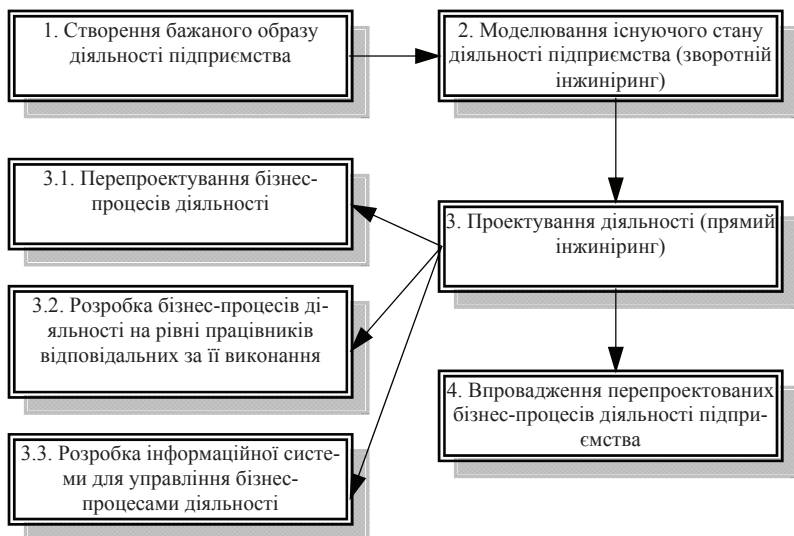 1. Створення бажаного образу
діяльності підприємства
2. Моделювання існуючого стану
діяльності підприємства (зворотній
інжиніринг)
3.1. Перепроектування бізнес-
процесів діяльності
3. Проектування діяльності (прямий
інжиніринг)
3.2. Розробка бізнес-процесів ді-
яльності на рівні працівників
відповідальних за її виконання
4. Впровадження перепроектованих
бізнес-процесів діяльності підпри-
ємства
3.3. Розробка інформаційної систе-
ми для управління бізнес-
процесами діяльності